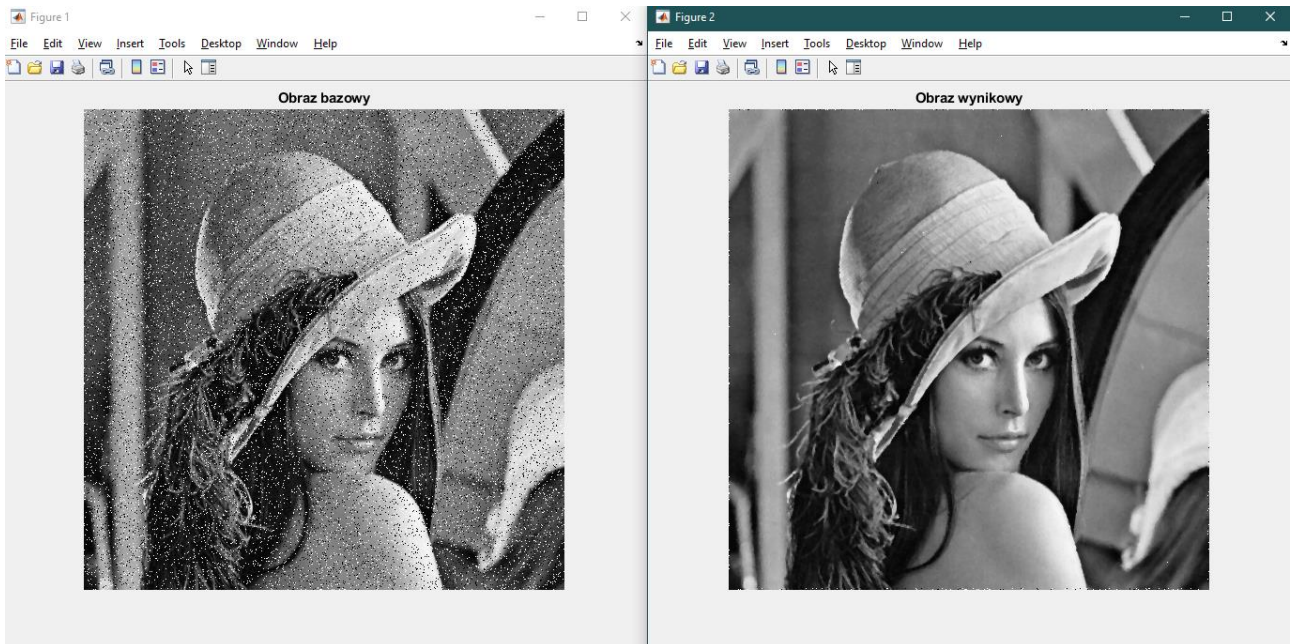 Figure 1
File Edit View Insert Tools Desktop Window Help
Obraz bazowy
Figure 2
File Edit View Insert Tools Desktop Window Help
Obraz wynikowy